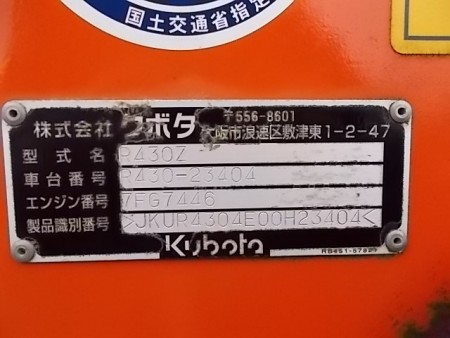 国土交通省指定
株式会社クボタ
〒556-8601
大阪市浪速区敷津東1-2-47
型式名 R430Z
車台番号 R430-23404
エンジン番号 7FG7446
製品識別番号 >JKUR4304E00H23404<
Kubota